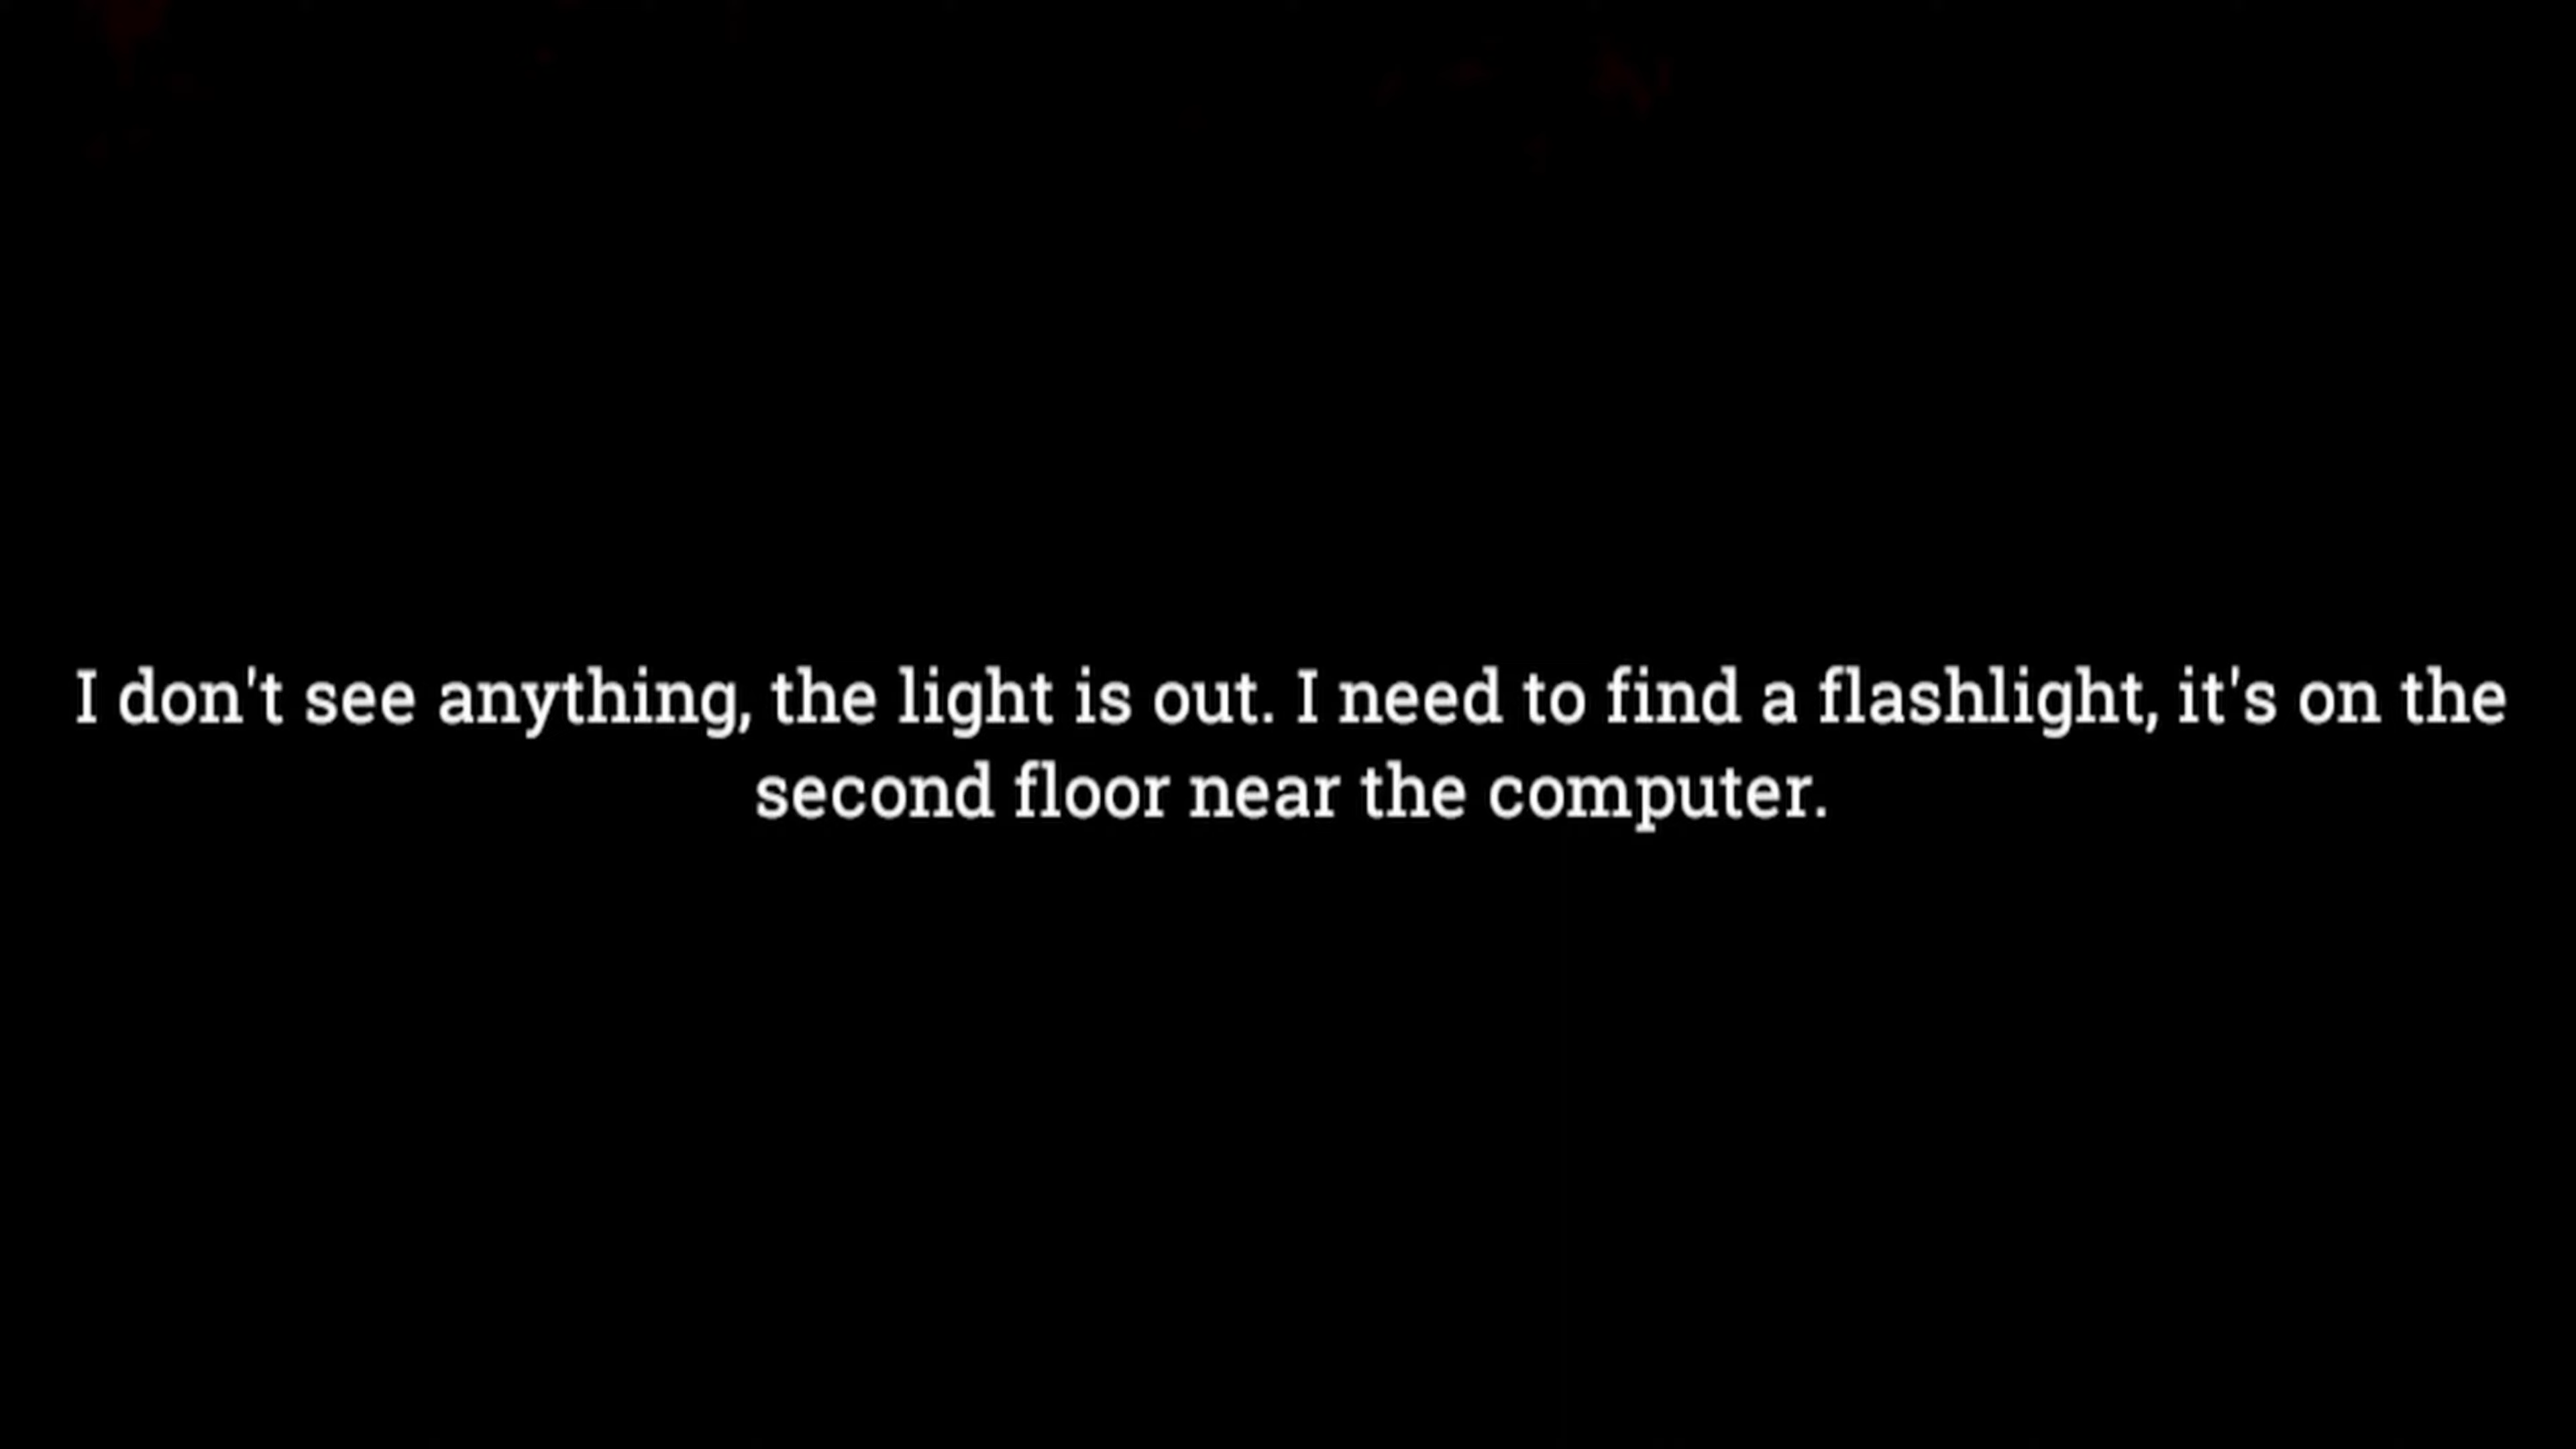 I don't see anything, the light is out. I need to find a flashlight, it's on the
second floor near the computer.